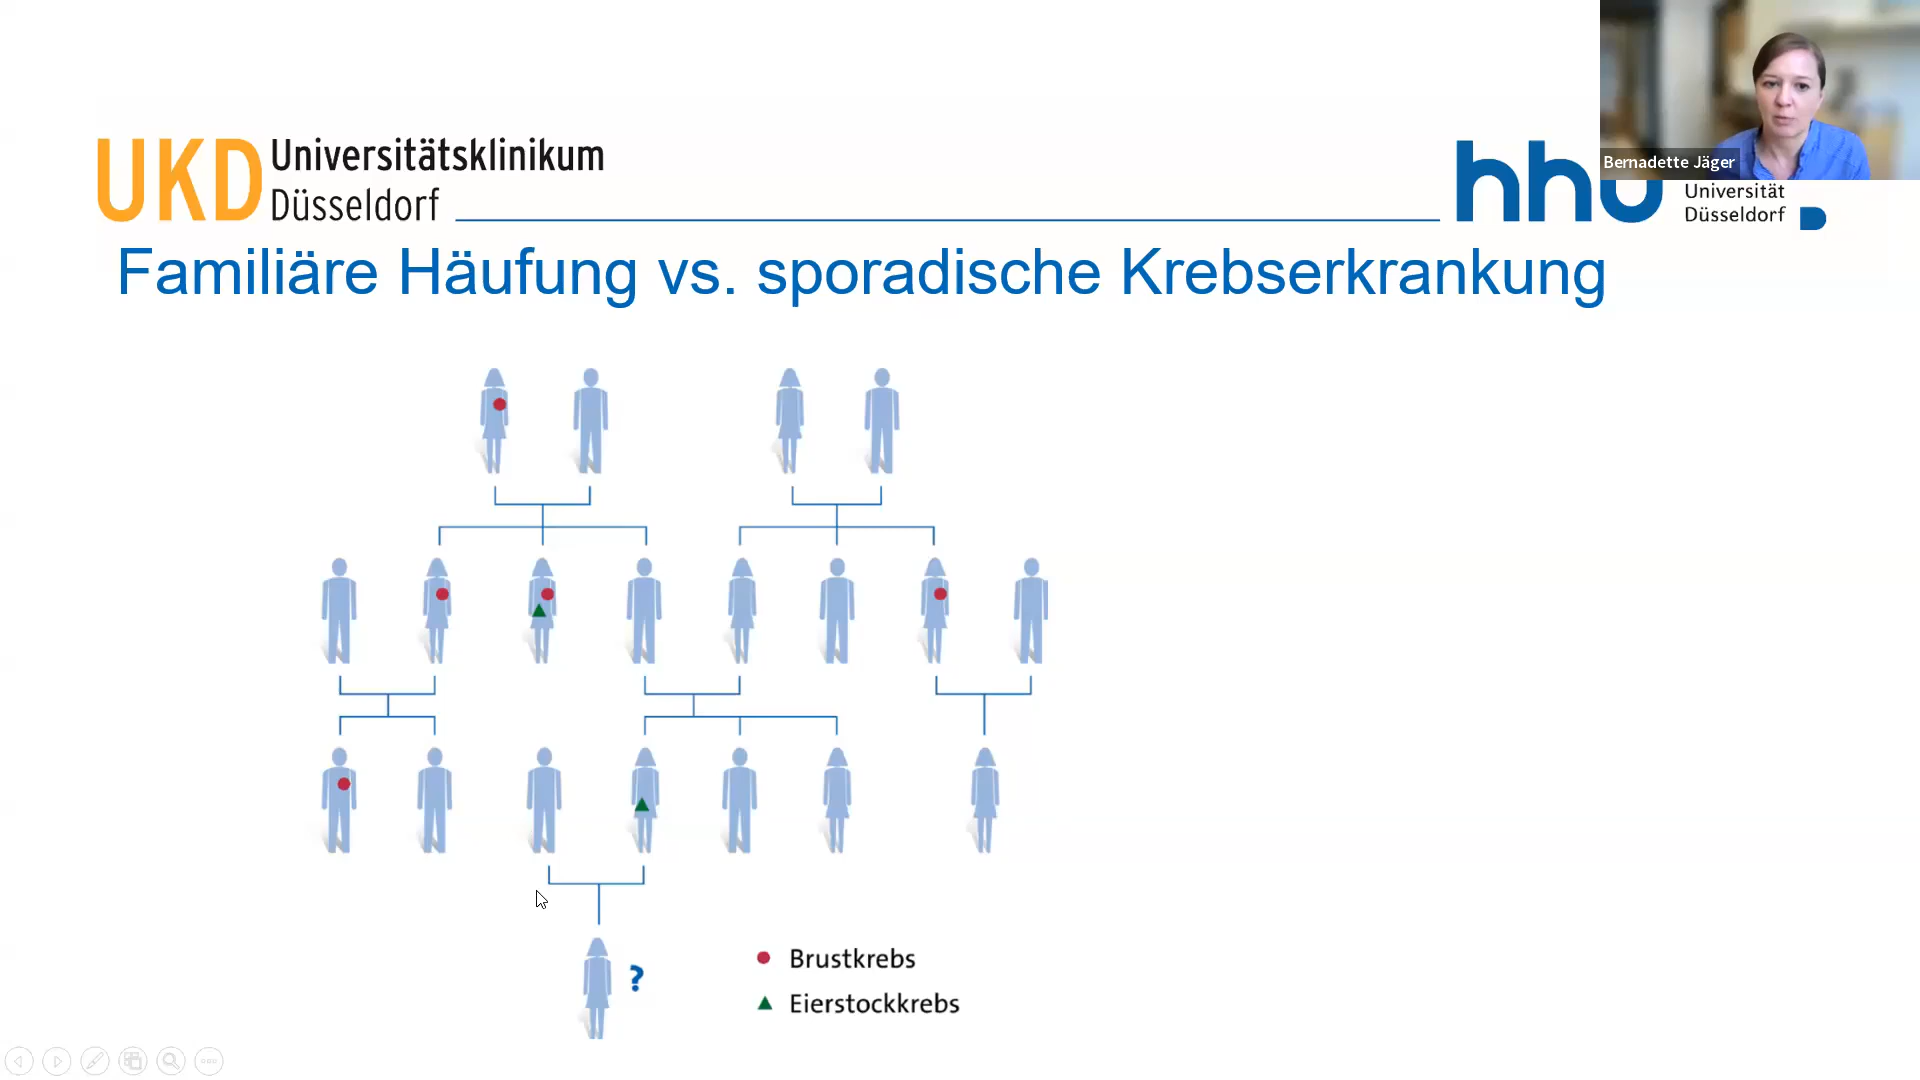 UKD Universitätsklinikum
Düsseldorf
hhu
Universität
Düsseldorf
Bernadette Jäger
Familiäre Häufung vs. sporadische Krebserkrankung
?
Brustkrebs
Eierstockkrebs